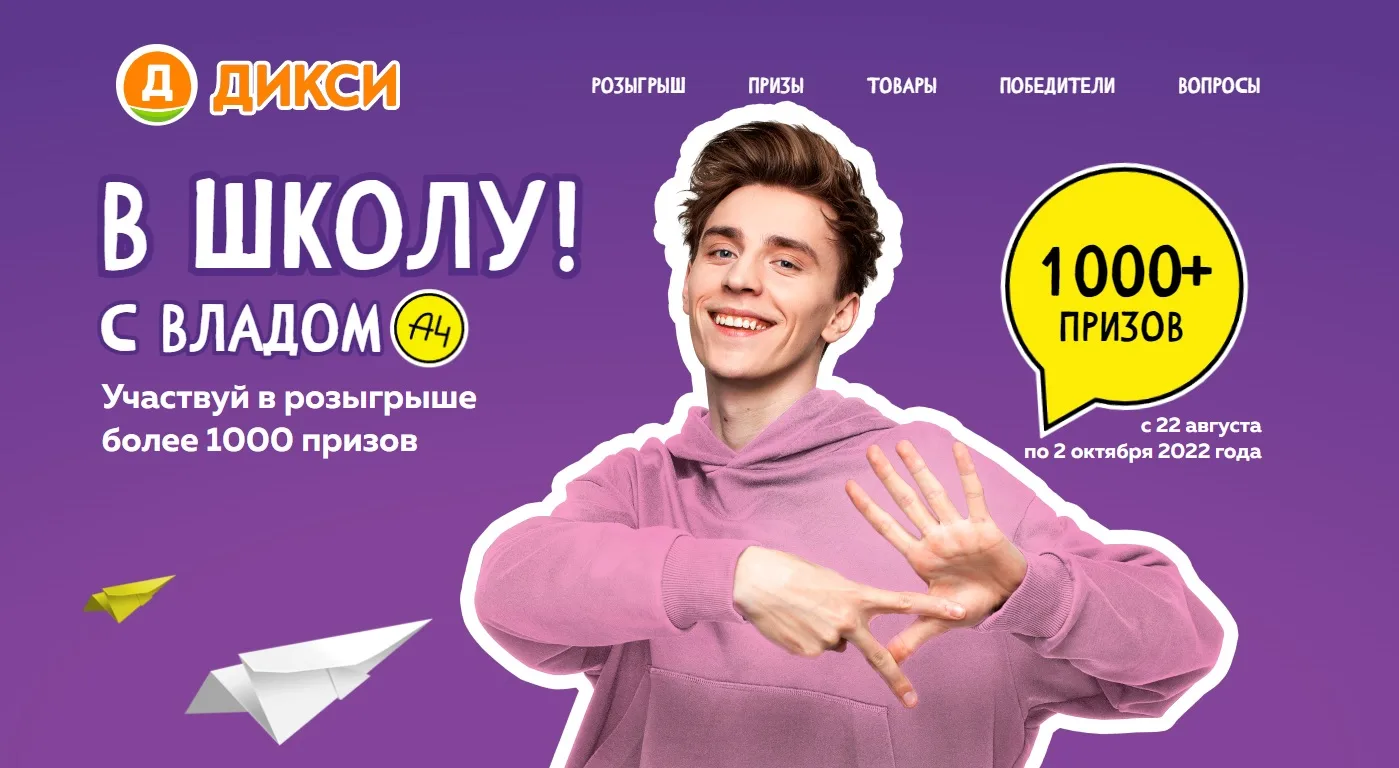 Д ДИКСИ
РОЗЫГРЫШ ПРИЗЫ ТОВАРЫ ПОБЕДИТЕЛИ ВОПРОСЫ
В ШКОЛУ!
С ВЛАДОМ А4
Участвуй в розыгрыше
более 1000 призов
1000+
ПРИЗОВ
с 22 августа
по 2 октября 2022 года